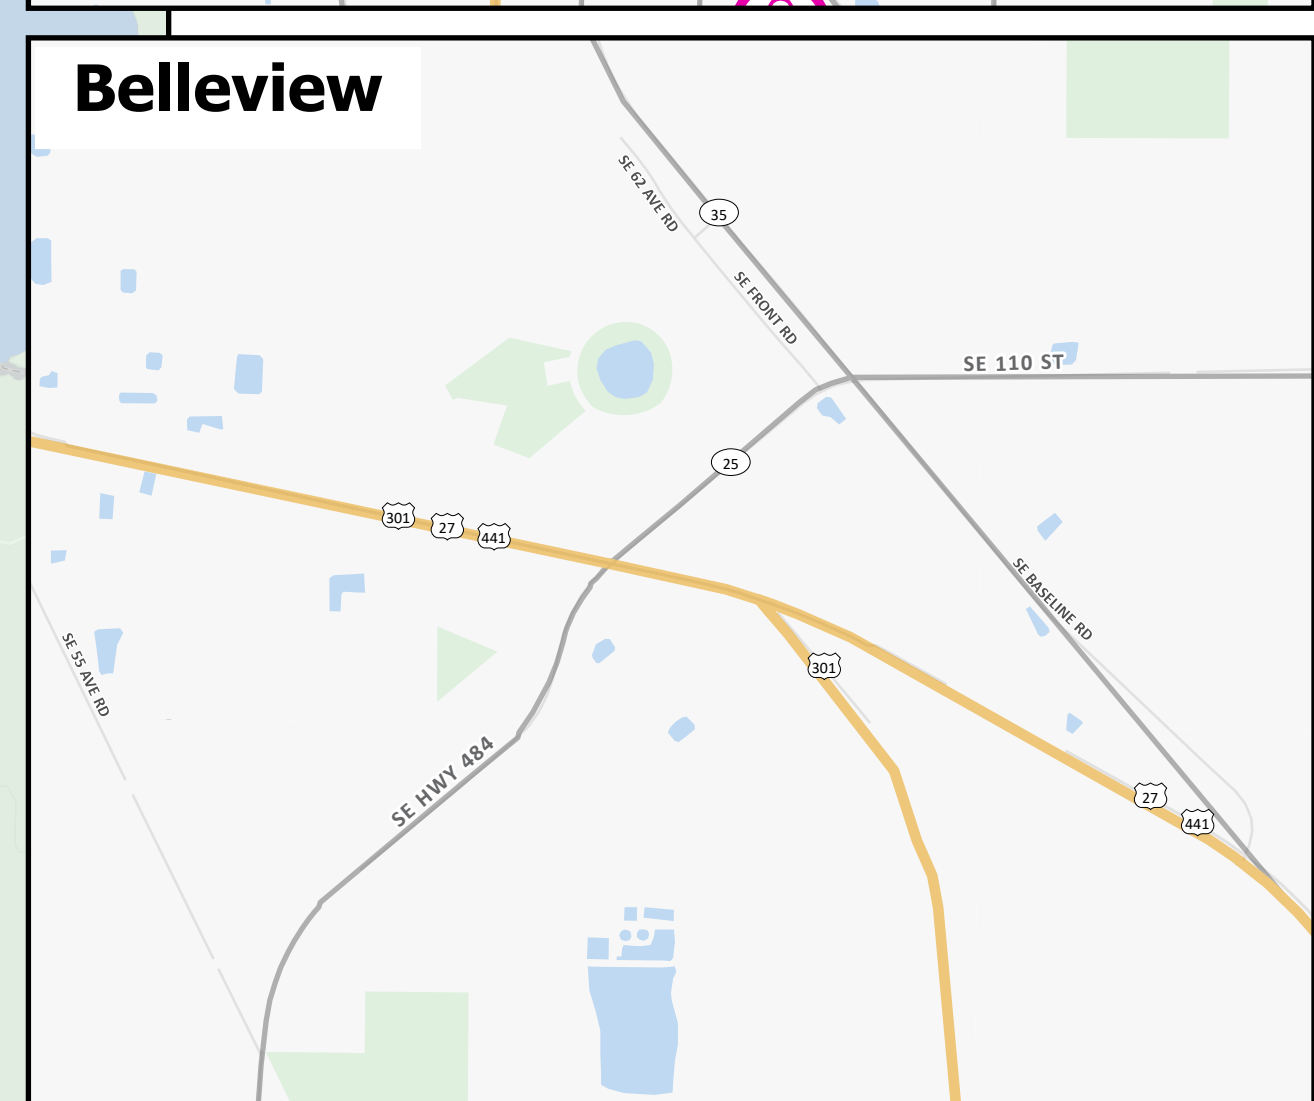 Belleview
SE 62 AVE RD
35
SE FRONT RD
SE 110 ST
25
301
27
441
SE BASELINE RD
SE 55 AVE RD
301
SE HWY 484
27
441